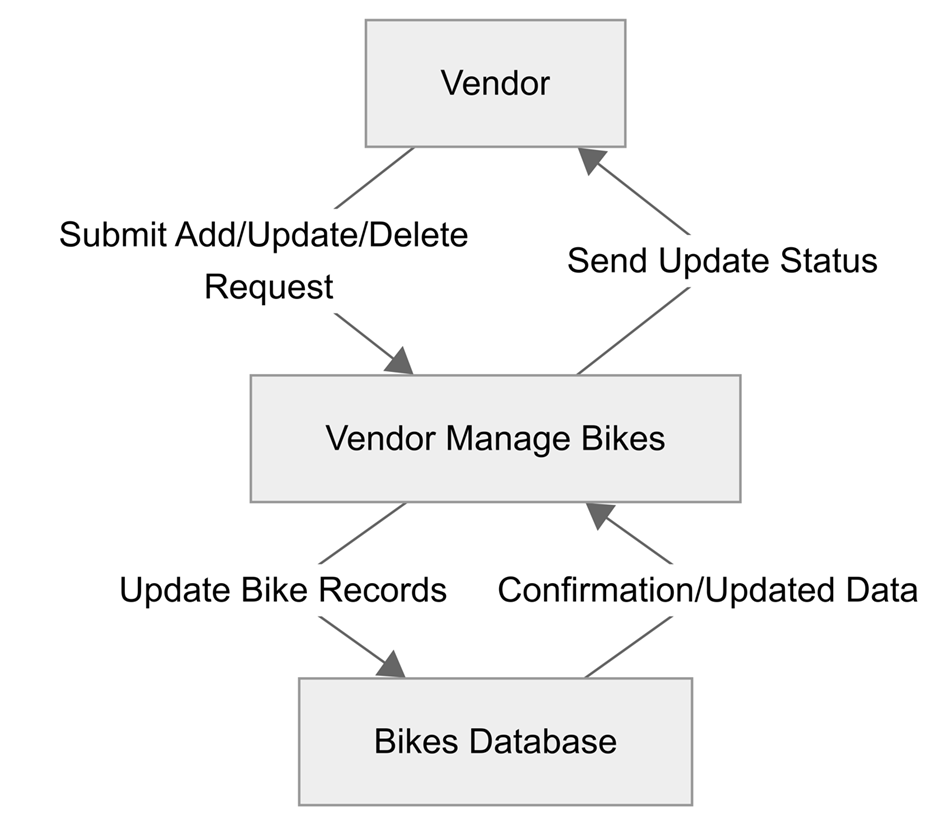 Vendor
Submit Add/Update/Delete
Request
Send Update Status
Vendor Manage Bikes
Update Bike Records
Confirmation/Updated Data
Bikes Database